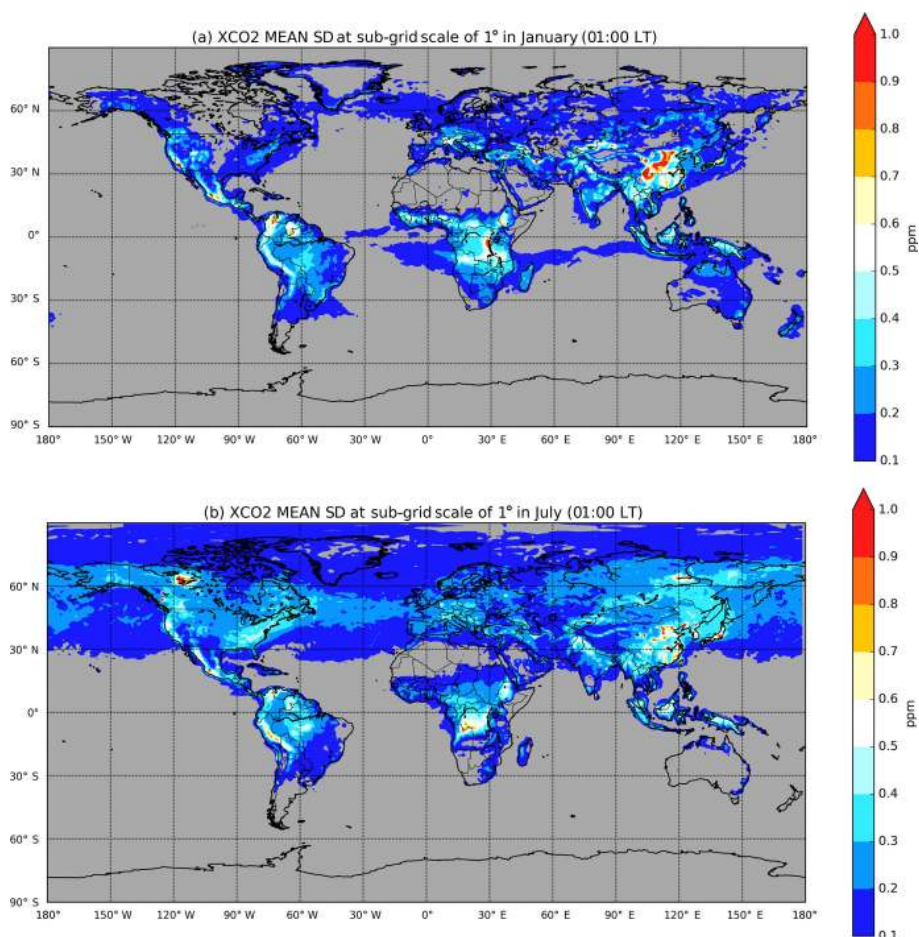 (a) XCO2 MEAN SD at sub-grid scale of 1° in January (01:00 LT)
1.0
0.9
60° N
0.8
30° N
0.7
0.6
0°
ppm
0.5
30° S
0.4
0.3
60° S
0.2
90° S
0.1
180° 150° W 120° W 90° W 60° W 30° W 0° 30° E 60° E 90° E 120° E 150° E 180°
(b) XCO2 MEAN SD at sub-grid scale of 1° in July (01:00 LT)
1.0
0.9
60° N
0.8
30° N
0.7
0.6
0°
ppm
0.5
30° S
0.4
0.3
60° S
0.2
90° S
0.1
180° 150° W 120° W 90° W 60° W 30° W 0° 30° E 60° E 90° E 120° E 150° E 180°